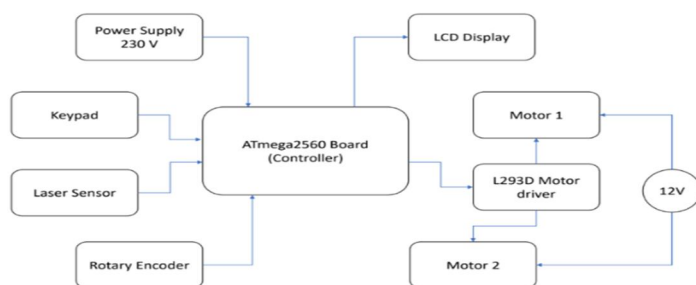 Power Supply
230 V
LCD Display
Keypad
ATmega2560 Board
(Controller)
Motor 1
Laser Sensor
L293D Motor
driver
12V
Rotary Encoder
Motor 2